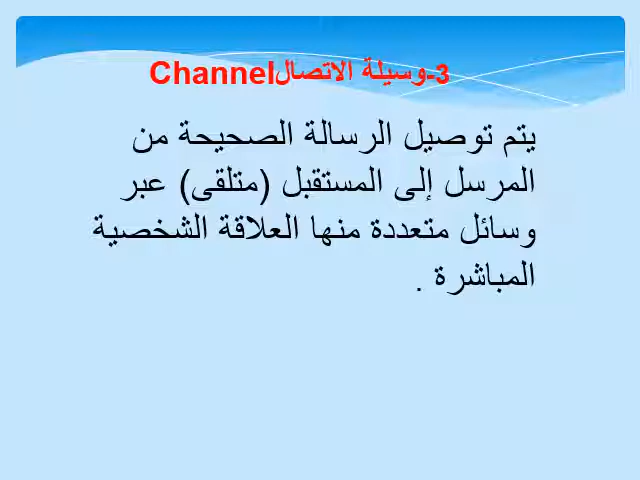 3-وسيلة الاتصالChannel
يتم توصيل الرسالة الصحيحة من
المرسل إلى المستقبل (متلقى) عبر
وسائل متعددة منها العلاقة الشخصية
المباشرة .